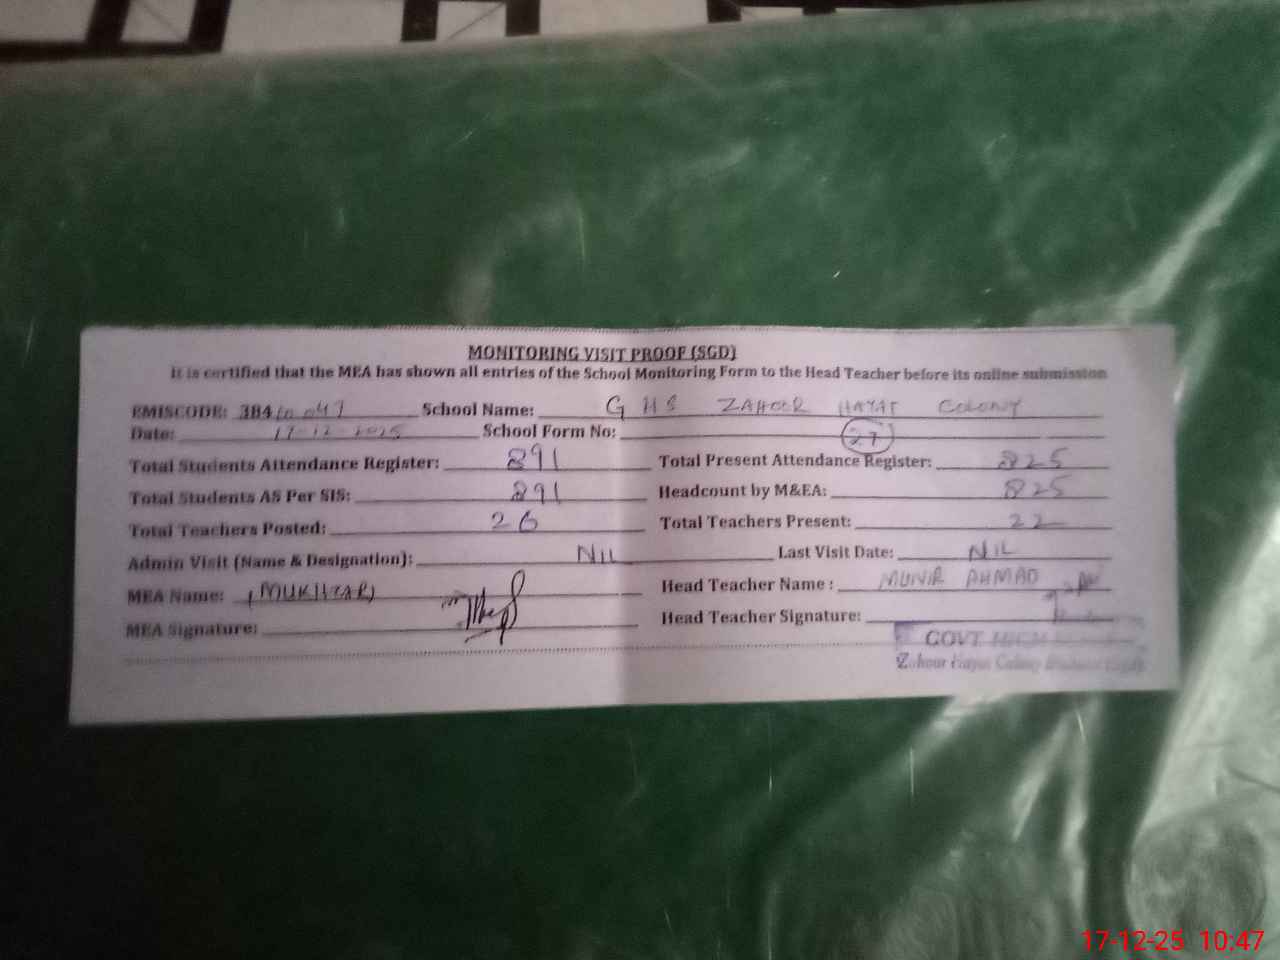 MONITORING VISIT PROOF (SGD)
it is certified that the MEA has shown all entries of the School Monitoring Form to the Head Teacher before its online submission
EMISCODE: 38410047 School Name: G HS ZAHOOR HAYAT COLONY
Date: 17-12-2025 School Form No: 27
Total Students Attendance Register: 891 Total Present Attendance Register: 825
Total Students AS Per SIS: 891 Headcount by M&EA: 825
Total Teachers Posted: 26 Total Teachers Present: 22
Admin Visit (Name & Designation): NIL Last Visit Date: NIL
MEA Name: (MUKHTAR) Head Teacher Name : MUNIR AHMAD
MEA Signature: Head Teacher Signature:
GOVT HIGH
Zahoor Hayat Colony
17-12-25 10:47